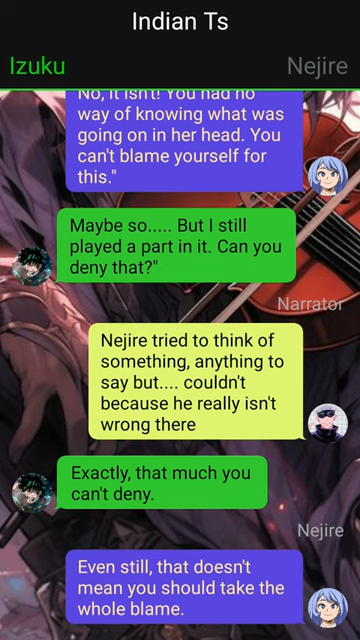 Indian Ts
Izuku
Nejire
No, it isn't! You had no
way of knowing what was
going on in her head. You
can't blame yourself for
this."
Maybe so..... But I still
played a part in it. Can you
deny that?"
Narrator
Nejire tried to think of
something, anything to
say but.... couldn't
because he really isn't
wrong there
Exactly, that much you
can't deny.
Nejire
Even still, that doesn't
mean you should take the
whole blame.